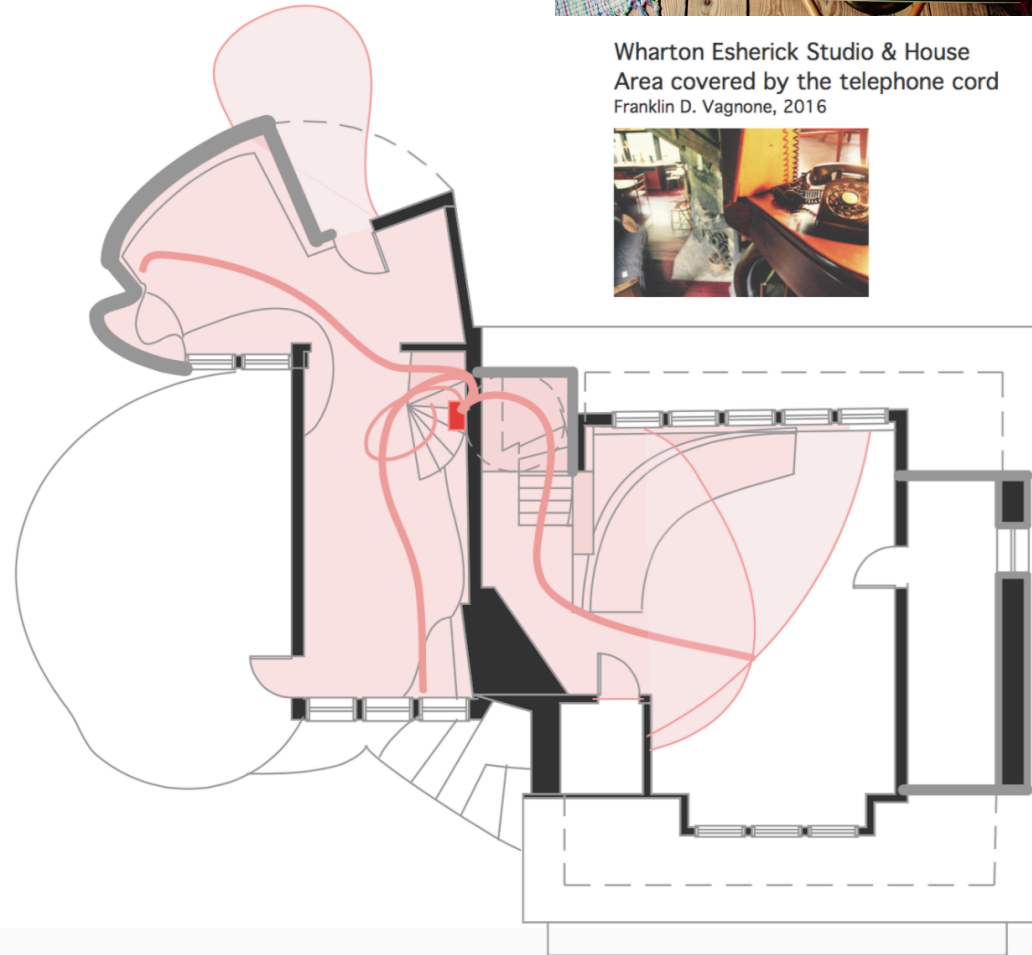 Wharton Esherick Studio & House
Area covered by the telephone cord
Franklin D. Vagnone, 2016